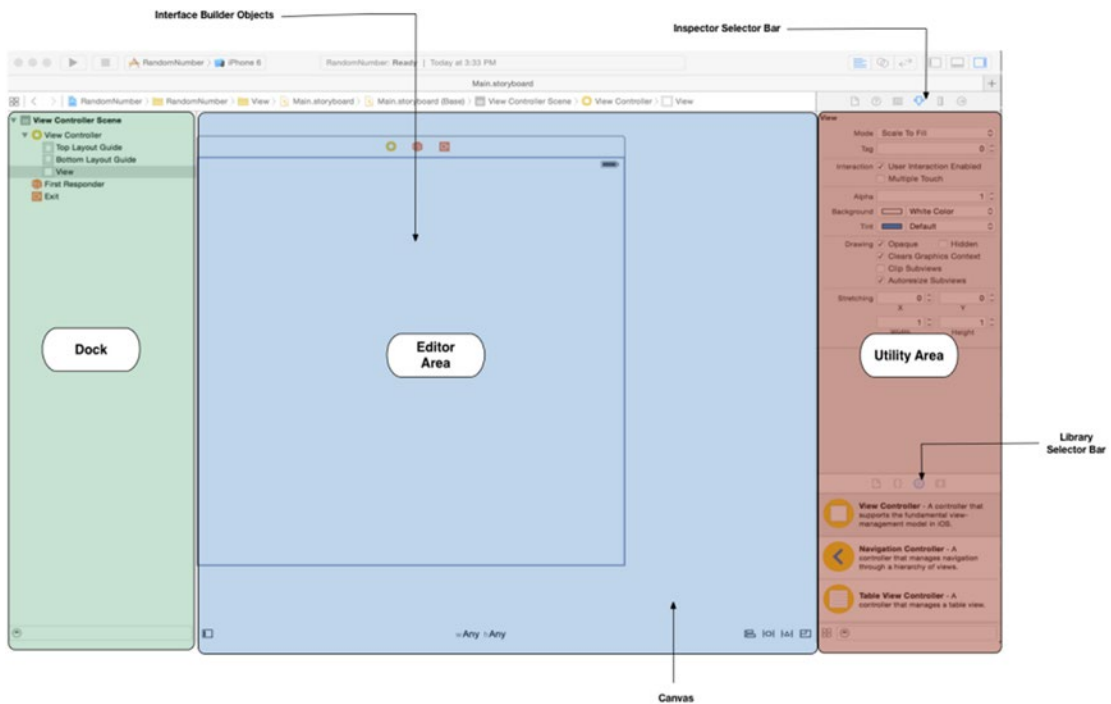 Interface Builder Objects
Inspector Selector Bar
RandomNumber iPhone 6
RandomNumber: Ready | Today at 3:33 PM
Main.storyboard
+
RandomNumber RandomNumber View Main.storyboard Main.storyboard (Base) View Controller Scene View Controller View
View Controller Scene
View Controller
Top Layout Guide
Bottom Layout Guide
View
First Responder
Exit
Dock
Editor
Area
wAny hAny
View
Mode Scale To Fill
Tag 0
Interaction User Interaction Enabled
Multiple Touch
Alpha 1
Background White Color
Tint Default
Drawing Opaque Hidden
Clears Graphics Context
Clip Subviews
Autoresize Subviews
Stretching 0 0
X Y
1 1
Width Height
Utility Area
Library
Selector Bar
View Controller - A controller that
supports the fundamental view-
management model in iOS.
Navigation Controller - A
controller that manages navigation
through a hierarchy of views.
Table View Controller - A
controller that manages a table view.
Canvas